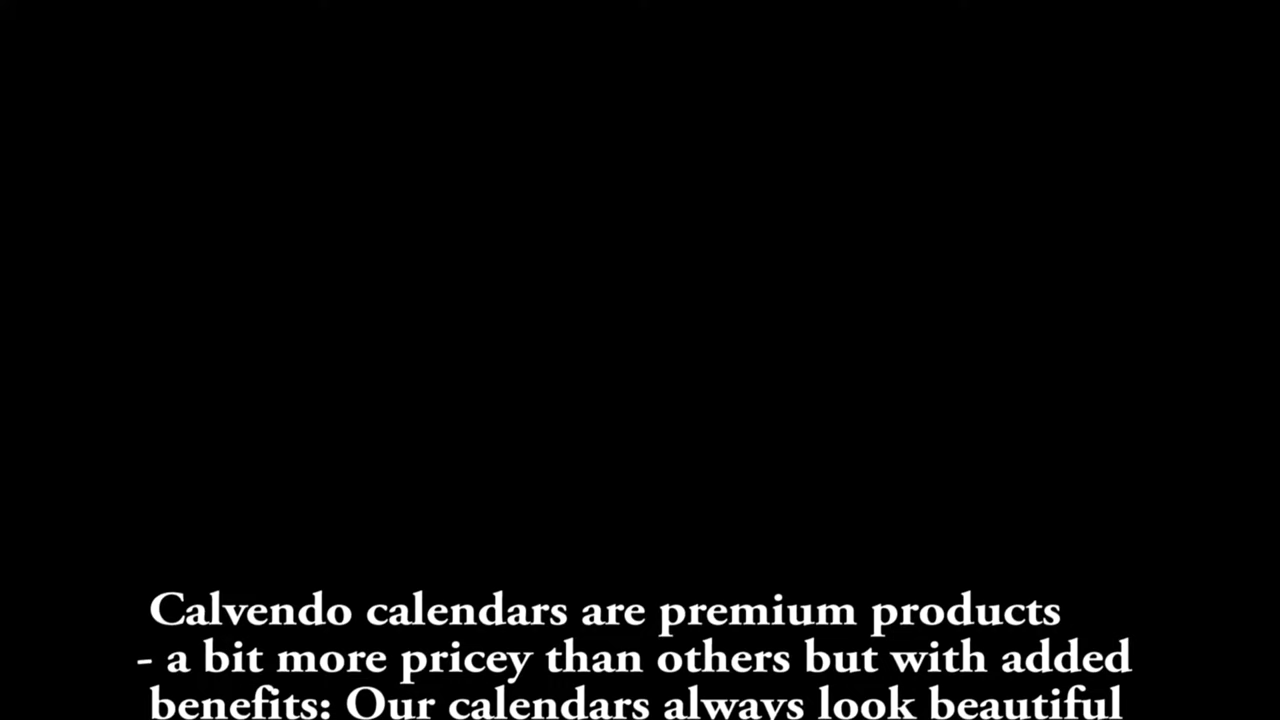 Calvendo calendars are premium products
- a bit more pricey than others but with added
benefits: Our calendars always look beautiful